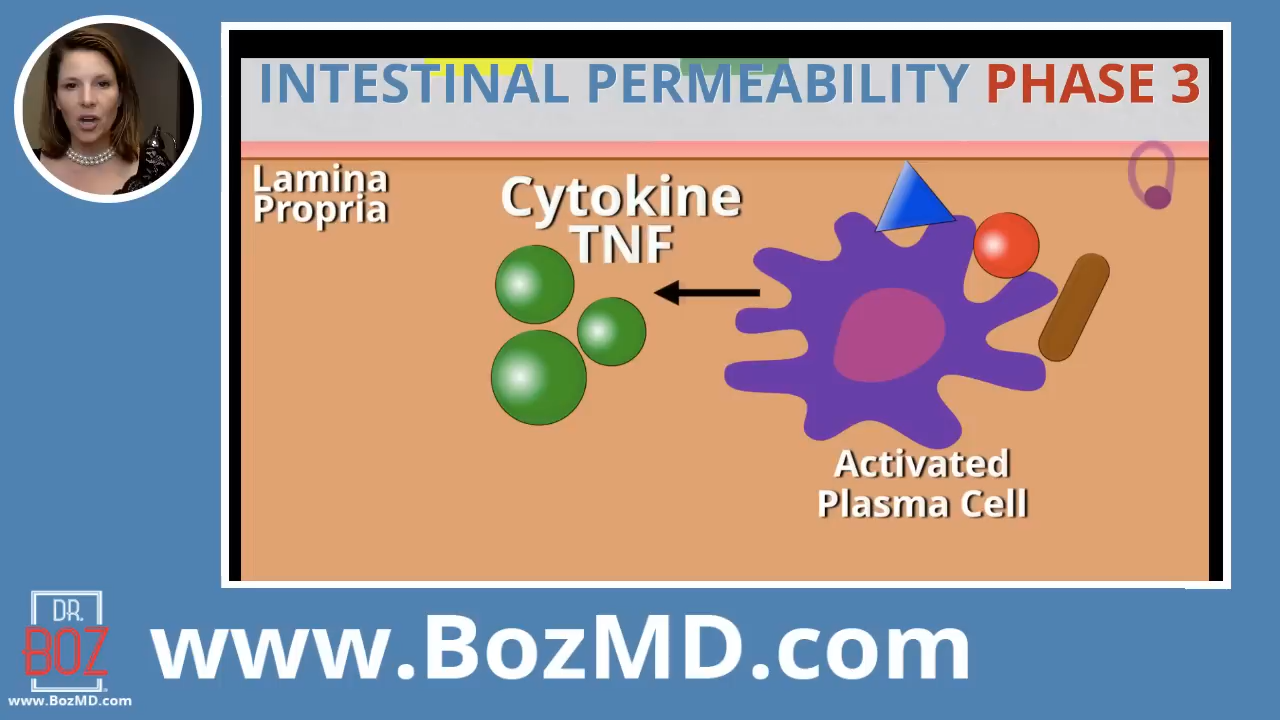 INTESTINAL PERMEABILITY PHASE 3
Lamina
Propria
Cytokine
TNF
Activated
Plasma Cell
DR.
BOZ
www.BozMD.com
www.BozMD.com